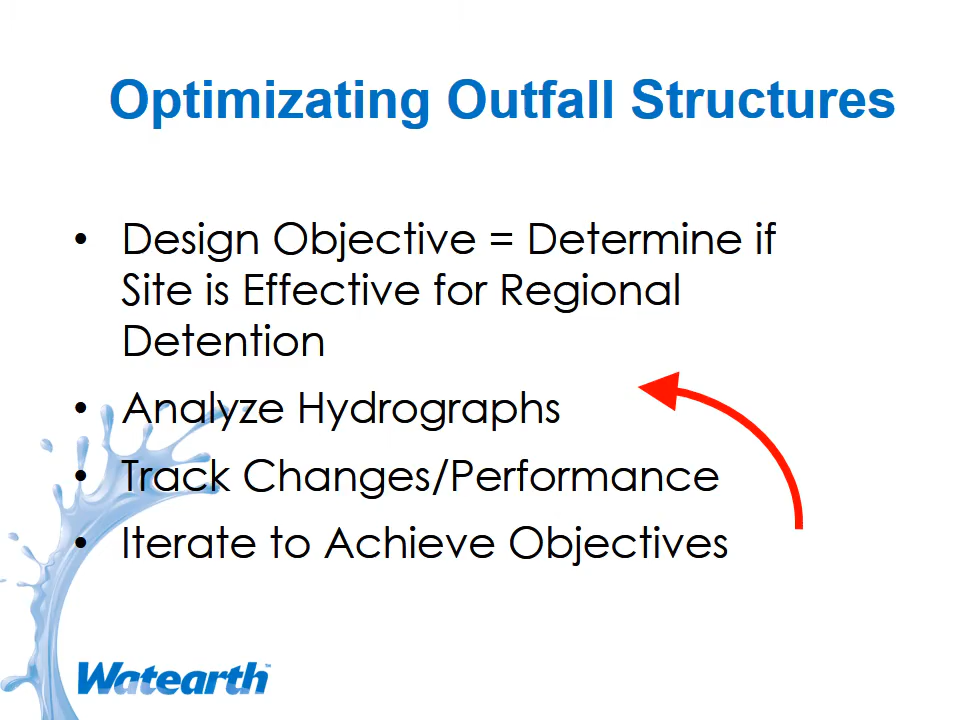 Optimizating Outfall Structures
• Design Objective = Determine if
Site is Effective for Regional
Detention
• Analyze Hydrographs
• Track Changes/Performance
• Iterate to Achieve Objectives
Watearth™